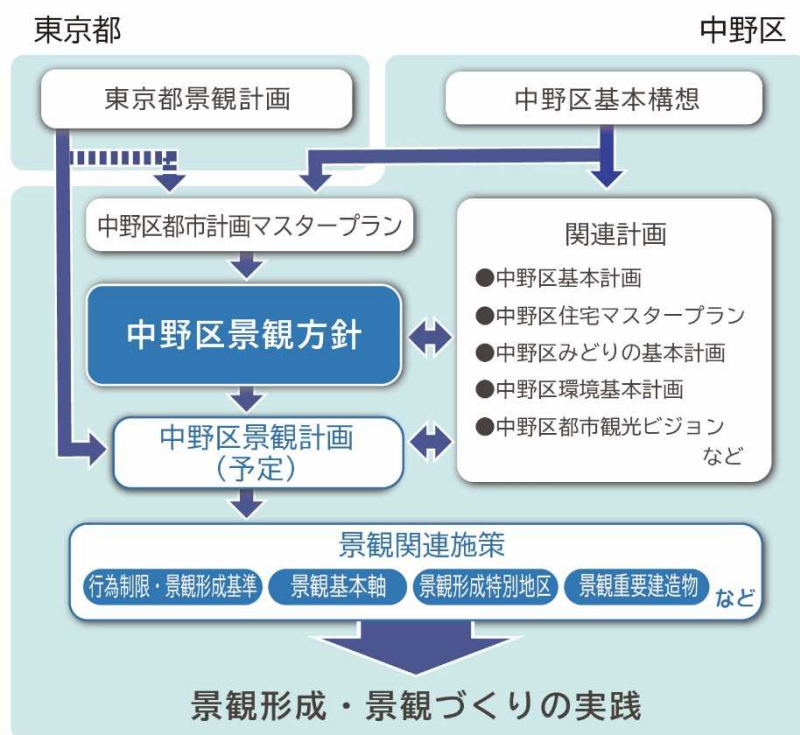 東京都
中野区
東京都景観計画
中野区基本構想
中野区都市計画マスタープラン
関連計画
●中野区基本計画
●中野区住宅マスタープラン
●中野区みどりの基本計画
●中野区環境基本計画
●中野区都市観光ビジョン
など
中野区景観方針
中野区景観計画
(予定)
景観関連施策
行為制限・景観形成基準
景観基本軸
景観形成特別地区
景観重要建造物
など
景観形成・景観づくりの実践